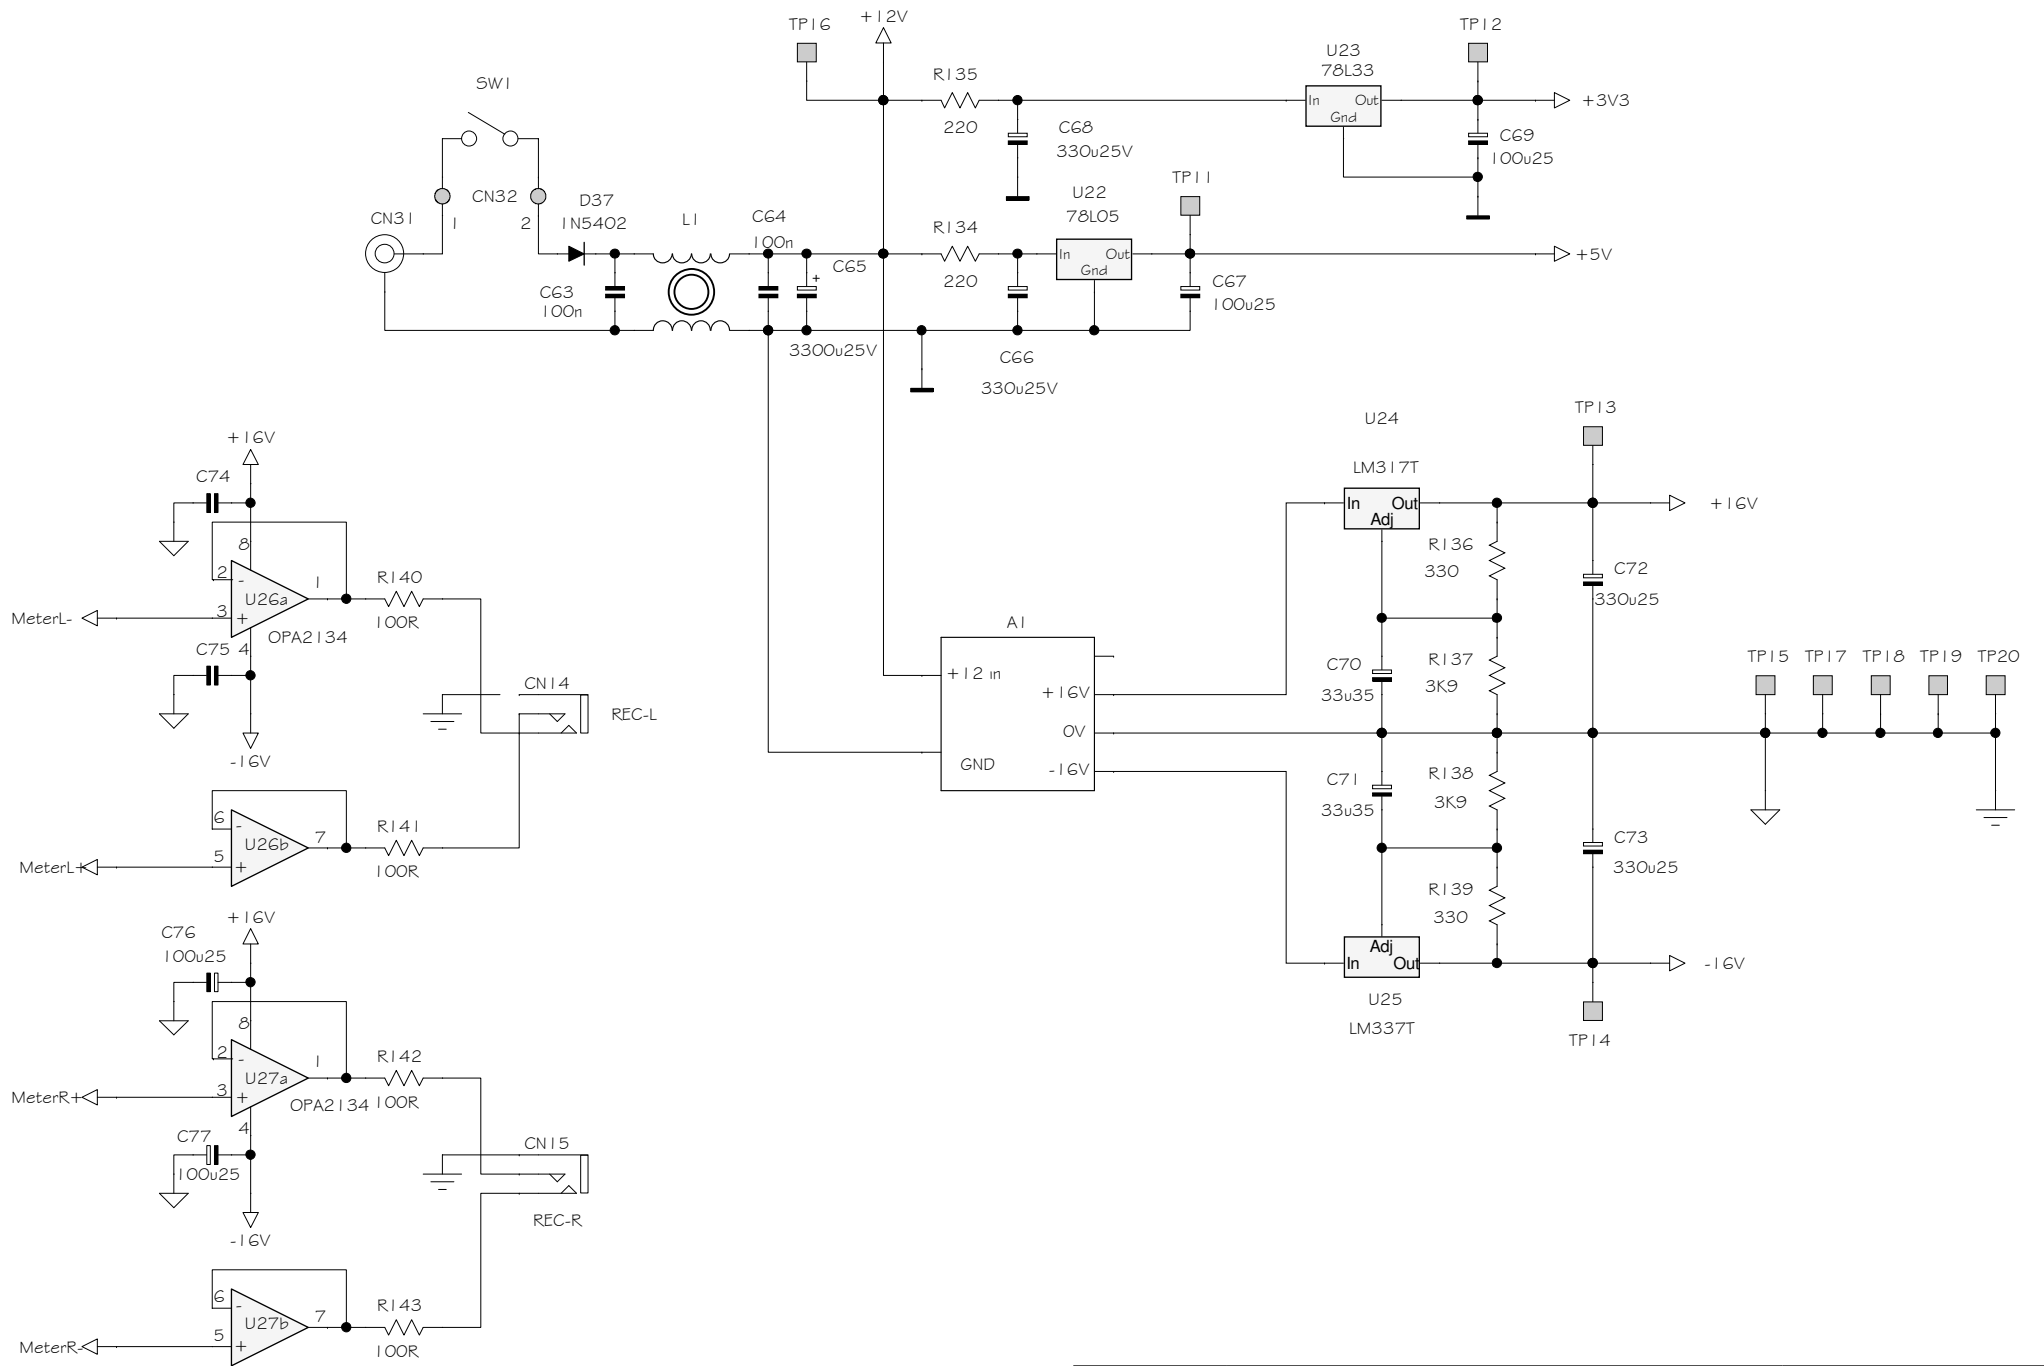 TP16
+12V
TP12
U23
78L33
R135
In
Out
Gnd
+3V3
220
SW1
C68
330u25V
C69
100u25
CN32
1
2
CN31
D37
1N5402
L1
C64
100n
TP11
U22
78L05
R134
In
Out
Gnd
+5V
C65
+
220
C63
100n
C67
100u25
3300u25V
C66
330u25V
TP13
U24
LM317T
In
Out
Adj
+16V
R136
330
C72
330u25
A1
+12 in
+16V
0V
-16V
GND
C70
33u35
R137
3K9
TP15
TP17
TP18
TP19
TP20
C71
33u35
R138
3K9
C73
330u25
R139
330
Adj
In
Out
-16V
U25
LM337T
TP14
+16V
C74
8
2
-
1
R140
U26a
3
+
100R
MeterL-
OPA2134
C75
4
CN14
REC-L
-16V
6
-
7
R141
U26b
5
+
100R
MeterL+
+16V
C76
100u25
8
2
-
1
R142
U27a
3
+
OPA2134
100R
MeterR+
4
C77
100u25
CN15
REC-R
-16V
6
-
7
R143
U27b
5
+
100R
MeterR-